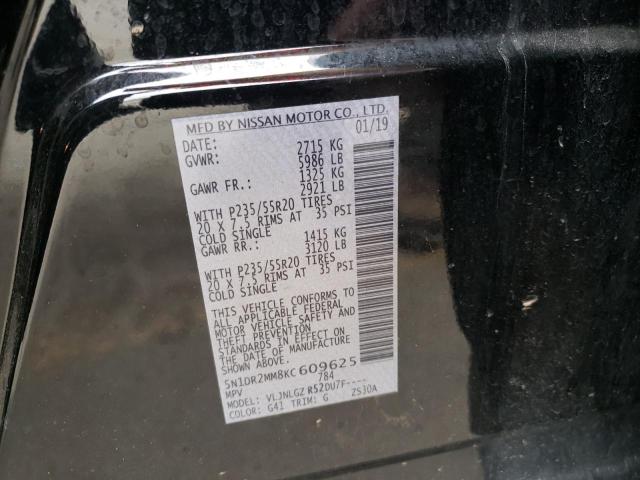 MFD BY NISSAN MOTOR CO., LTD.
DATE: 01/19
GVWR: 2715 KG
5986 LB
GAWR FR.: 1325 KG
2921 LB
WITH P235/55R20 TIRES
20 X 7.5 RIMS AT 35 PSI
COLD SINGLE
GAWR RR.: 1415 KG
3120 LB
WITH P235/55R20 TIRES
20 X 7.5 RIMS AT 35 PSI
COLD SINGLE
THIS VEHICLE CONFORMS TO
ALL APPLICABLE FEDERAL
MOTOR VEHICLE SAFETY AND
THEFT PREVENTION
STANDARDS IN EFFECT ON
THE DATE OF MANUFACTURE
SHOWN ABOVE.
5N1DR2MM8KC609625
MPV 784
MODEL: VLJNLGZ R52DU7F----
COLOR: G41 TRIM: G ZS30A